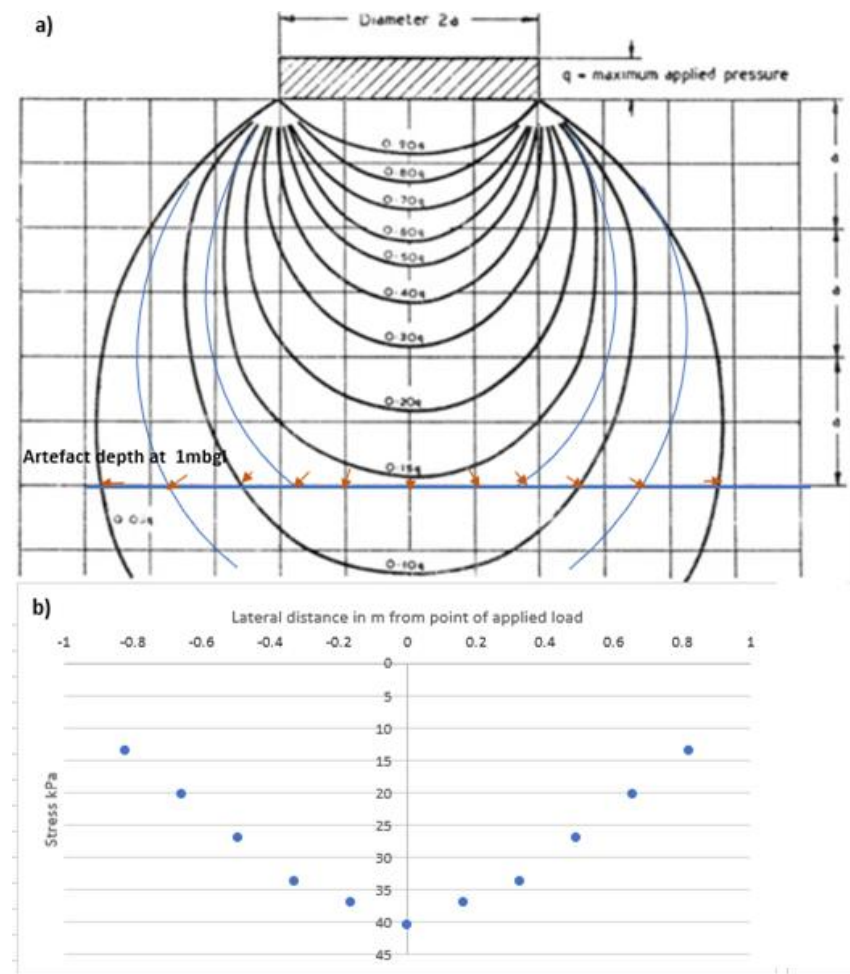 a)
Diameter 2a
q = maximum applied pressure
0.90q
0.80q
0.70q
0.60q
0.50q
0.40q
0.30q
0.20q
0.15q
0.10q
a
a
a
Artefact depth at 1mbgl
b)
Lateral distance in m from point of applied load
-1 -0.8 -0.6 -0.4 -0.2 0 0.2 0.4 0.6 0.8 1
0
5
10
15
20
25
30
35
40
45
Stress kPa